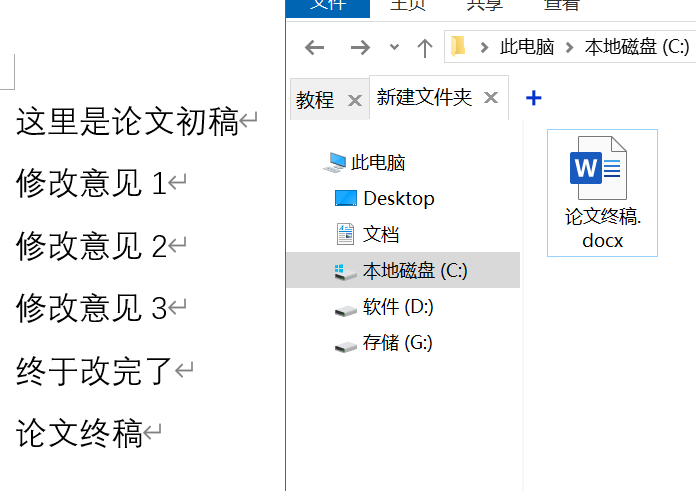 这里是论文初稿↵
修改意见 1↵
修改意见 2↵
修改意见 3↵
终于改完了↵
论文终稿↵
文件 主页 共享 查看
此电脑 本地磁盘 (C:)
教程 新建文件夹
此电脑
Desktop
文档
本地磁盘 (C:)
软件 (D:)
存储 (G:)
W
论文终稿.
docx